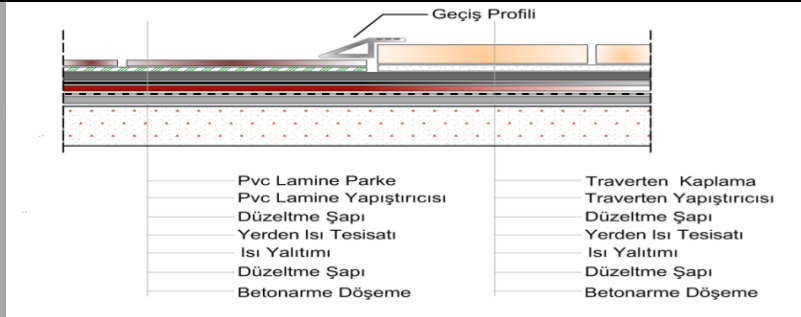 Geçiş Profili
Pvc Lamine Parke
Pvc Lamine Yapıştırıcısı
Düzeltme Şapı
Yerden Isı Tesisatı
Isı Yalıtımı
Düzeltme Şapı
Betonarme Döşeme
Traverten Kaplama
Traverten Yapıştırıcısı
Düzeltme Şapı
Yerden Isı Tesisatı
Isı Yalıtımı
Düzeltme Şapı
Betonarme Döşeme